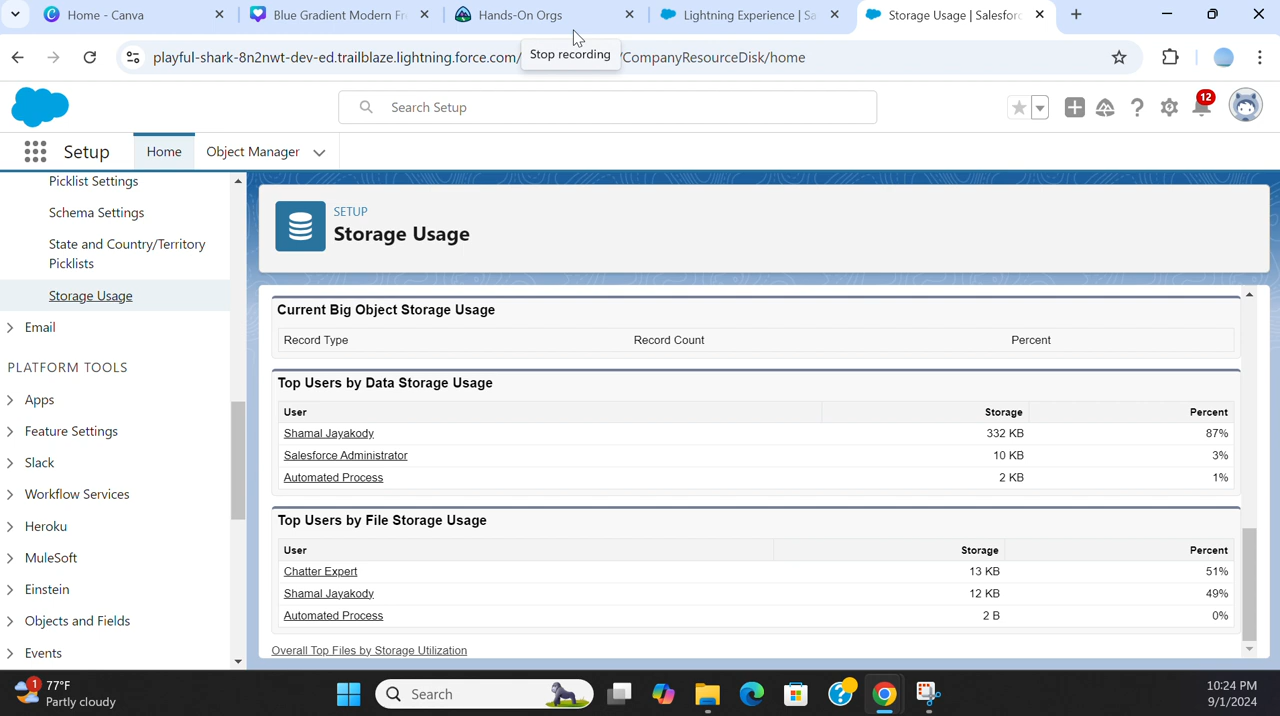 Home - Canva
Blue Gradient Modern Fr
Hands-On Orgs
Lightning Experience | Sa
Storage Usage | Salesforc
playful-shark-8n2nwt-dev-ed.trailblaze.lightning.force.com/
/CompanyResourceDisk/home
Stop recording
Search Setup
12
Setup
Home
Object Manager
Picklist Settings
Schema Settings
State and Country/Territory
Picklists
Storage Usage
Email
PLATFORM TOOLS
Apps
Feature Settings
Slack
Workflow Services
Heroku
MuleSoft
Einstein
Objects and Fields
Events
SETUP
Storage Usage
Current Big Object Storage Usage
Record Type Record Count Percent
Top Users by Data Storage Usage
User Storage Percent
Shamal Jayakody 332 KB 87%
Salesforce Administrator 10 KB 3%
Automated Process 2 KB 1%
Top Users by File Storage Usage
User Storage Percent
Chatter Expert 13 KB 51%
Shamal Jayakody 12 KB 49%
Automated Process 2 B 0%
Overall Top Files by Storage Utilization
1
77°F
Partly cloudy
Search
10:24 PM
9/1/2024